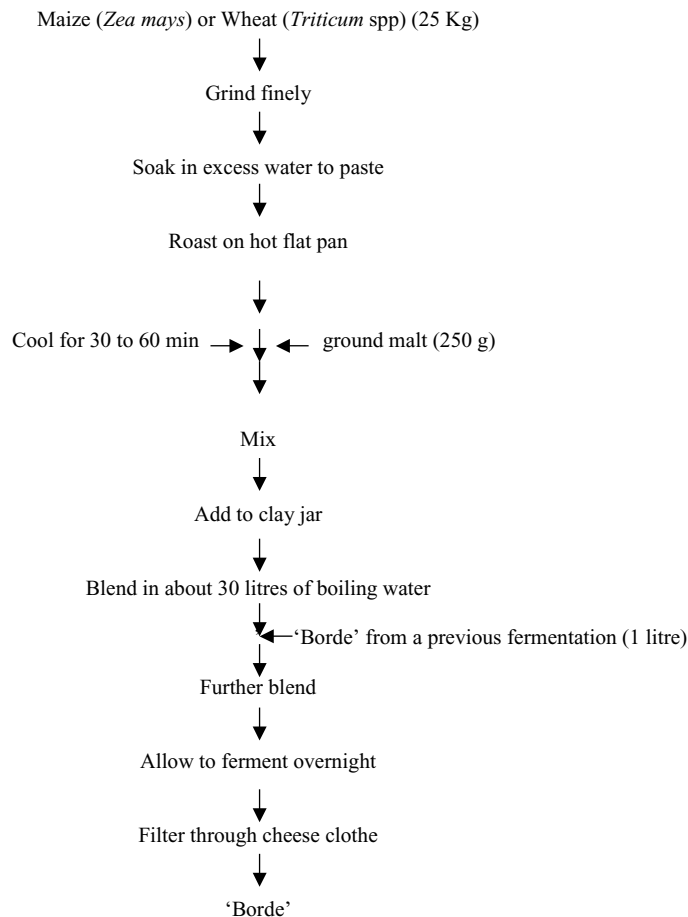 Maize (Zea mays) or Wheat (Triticum spp) (25 Kg)
Grind finely
Soak in excess water to paste
Roast on hot flat pan
Cool for 30 to 60 min
ground malt (250 g)
Mix
Add to clay jar
Blend in about 30 litres of boiling water
‘Borde’ from a previous fermentation (1 litre)
Further blend
Allow to ferment overnight
Filter through cheese clothe
‘Borde’